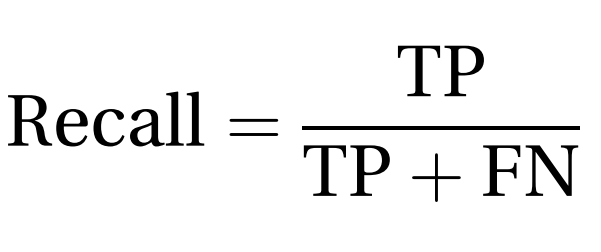 Recall = TP
TP + FN